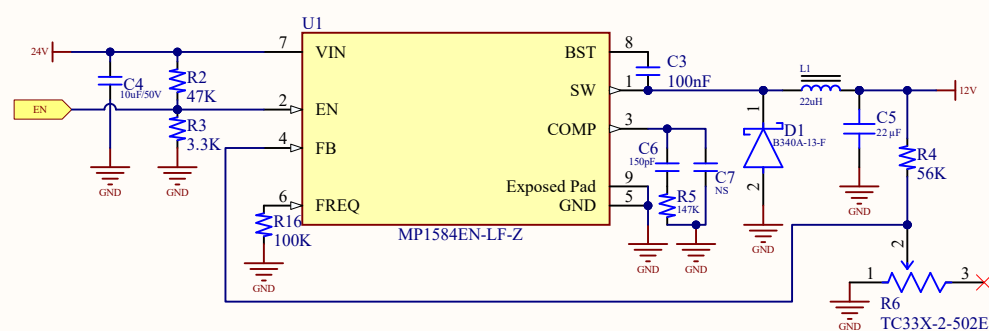 U1
24V
7
VIN
BST
8
C3
100nF
C4
10uF/50V
R2
47K
SW
1
L1
22uH
12V
EN
2
EN
COMP
3
1
D1
B340A-13-F
2
C5
22 µF
R3
3.3K
4
FB
C6
150pF
C7
NS
R4
56K
GND
GND
R5
147K
Exposed Pad
9
GND
5
6
FREQ
R16
100K
MP1584EN-LF-Z
GND
GND
GND
GND
GND
2
1
3
R6
TC33X-2-502E
GND